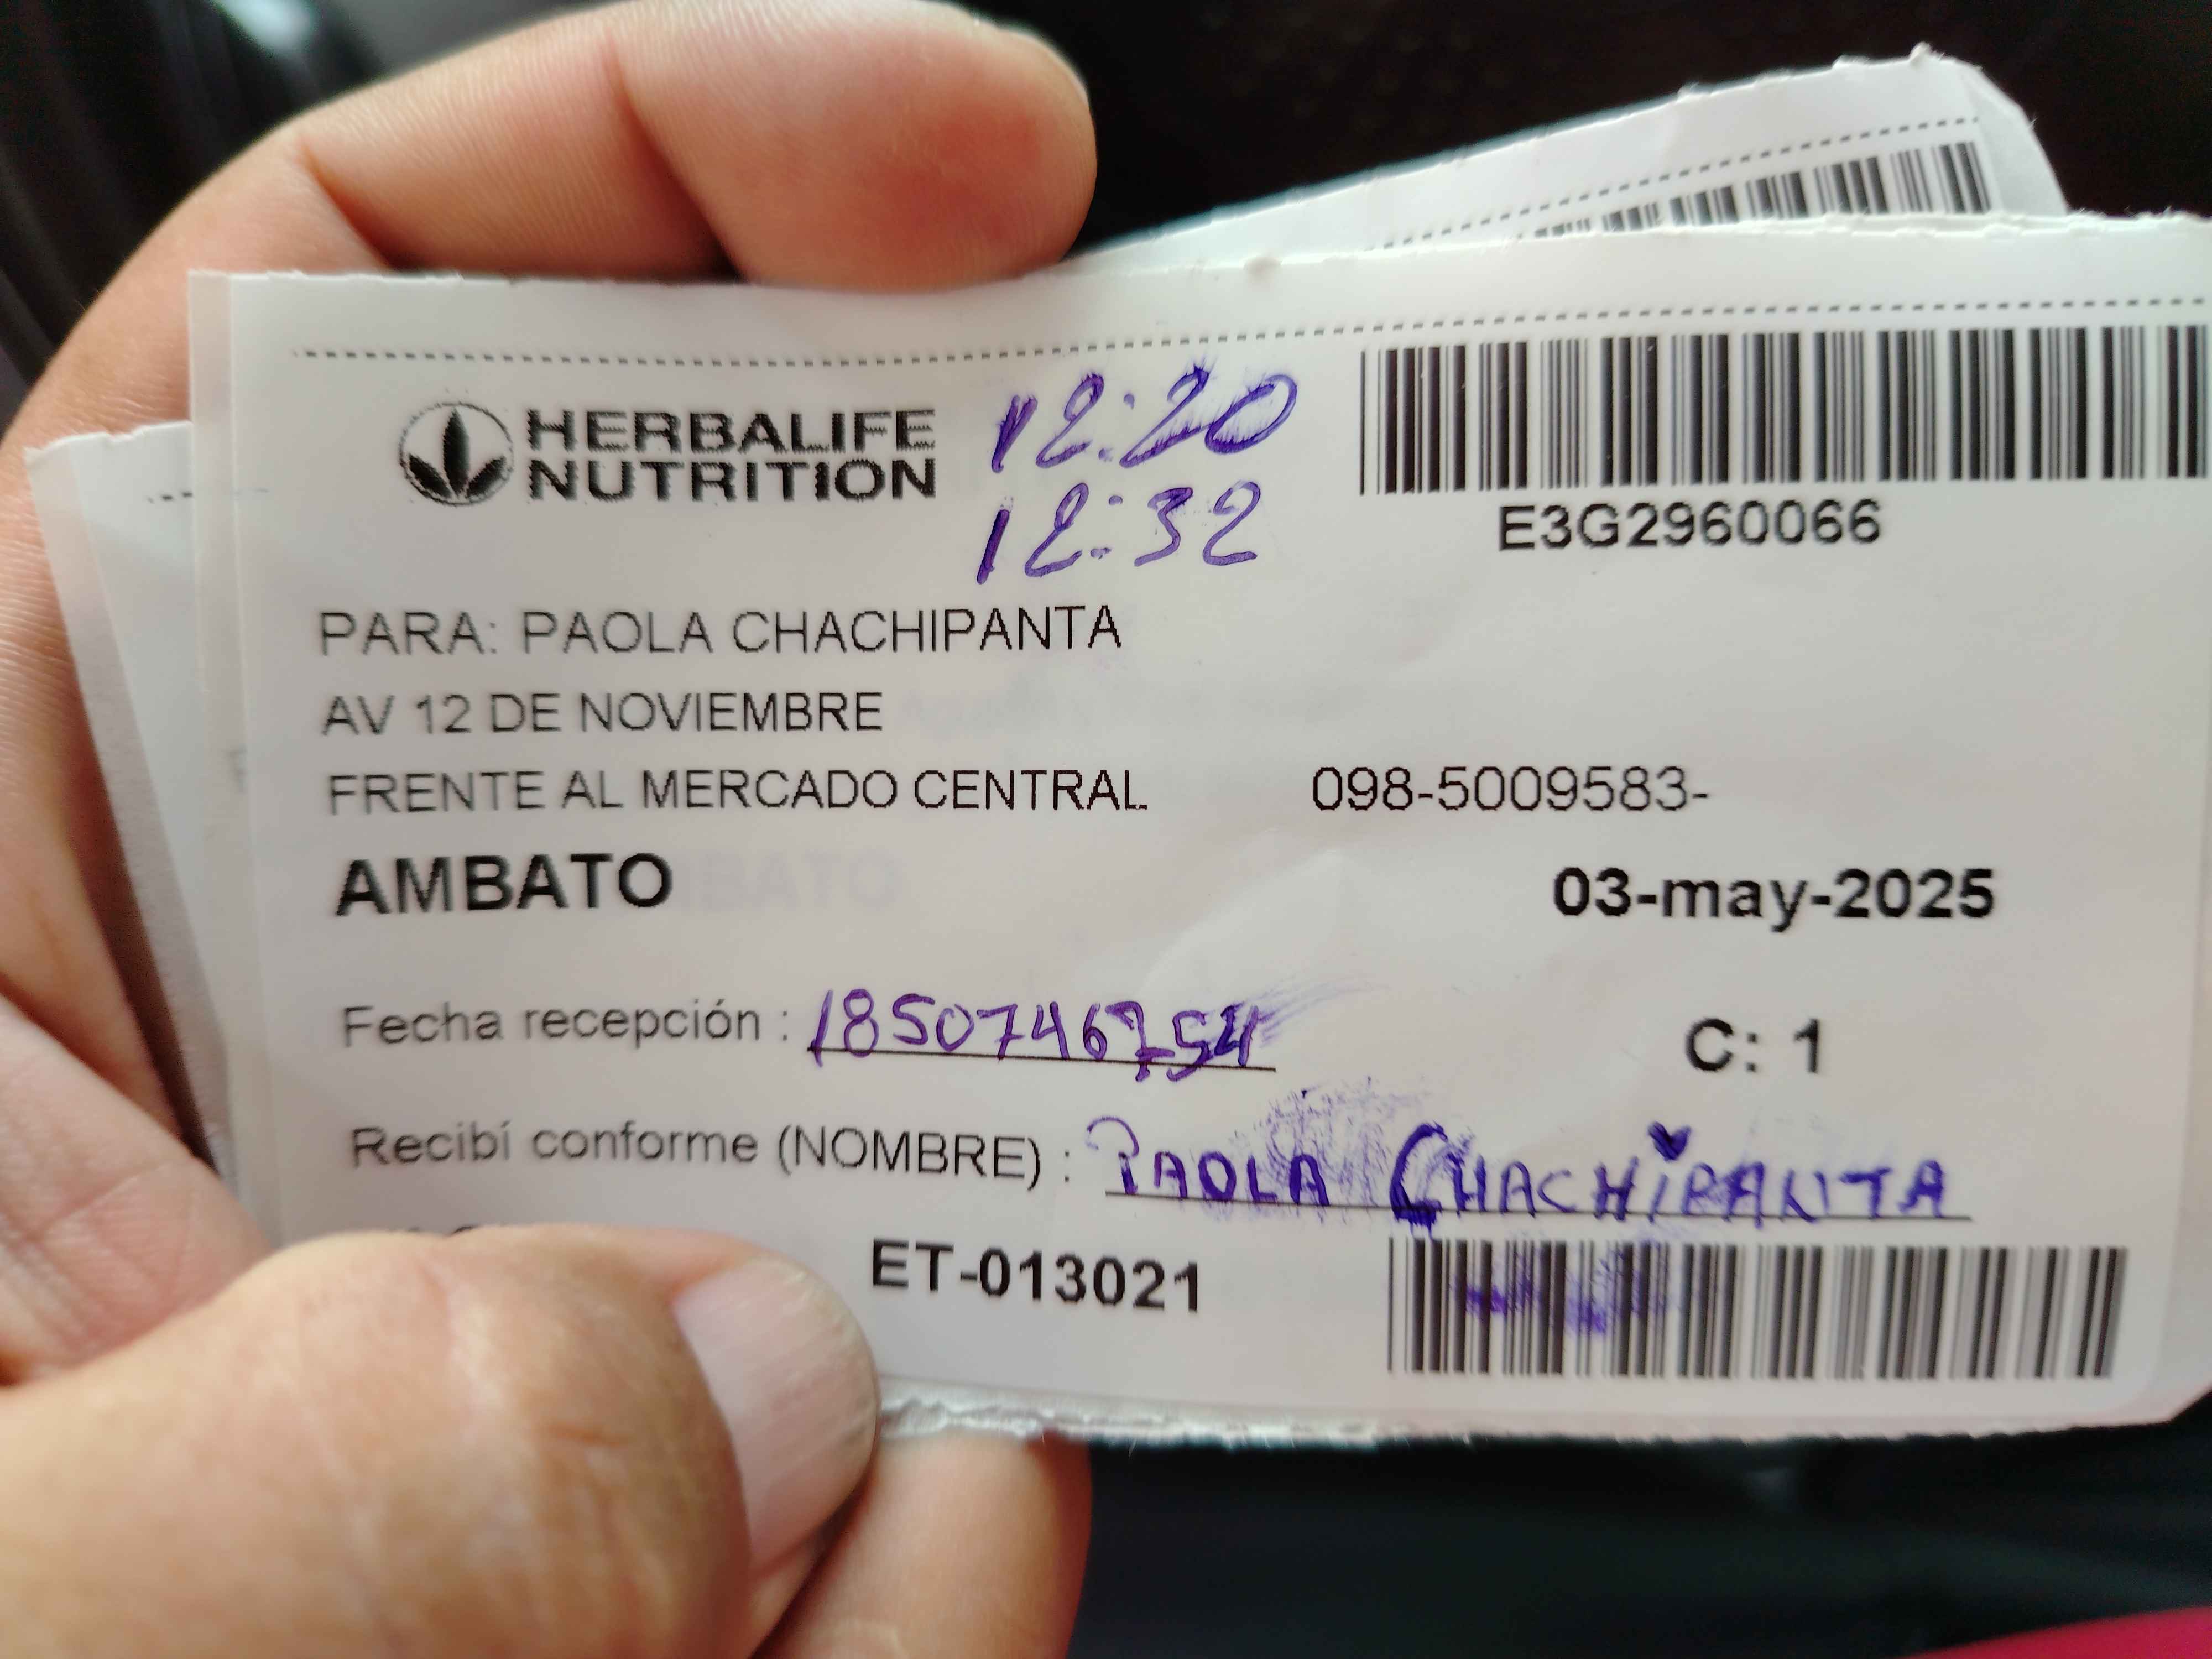 HERBALIFE
NUTRITION
12:20
12:32
E3G2960066
PARA: PAOLA CHACHIPANTA
AV 12 DE NOVIEMBRE
FRENTE AL MERCADO CENTRAL 098-5009583-
AMBATO 03-may-2025
Fecha recepción : 1850746754 C: 1
Recibí conforme (NOMBRE) : PAOLA CHACHIPANTA
ET-013021